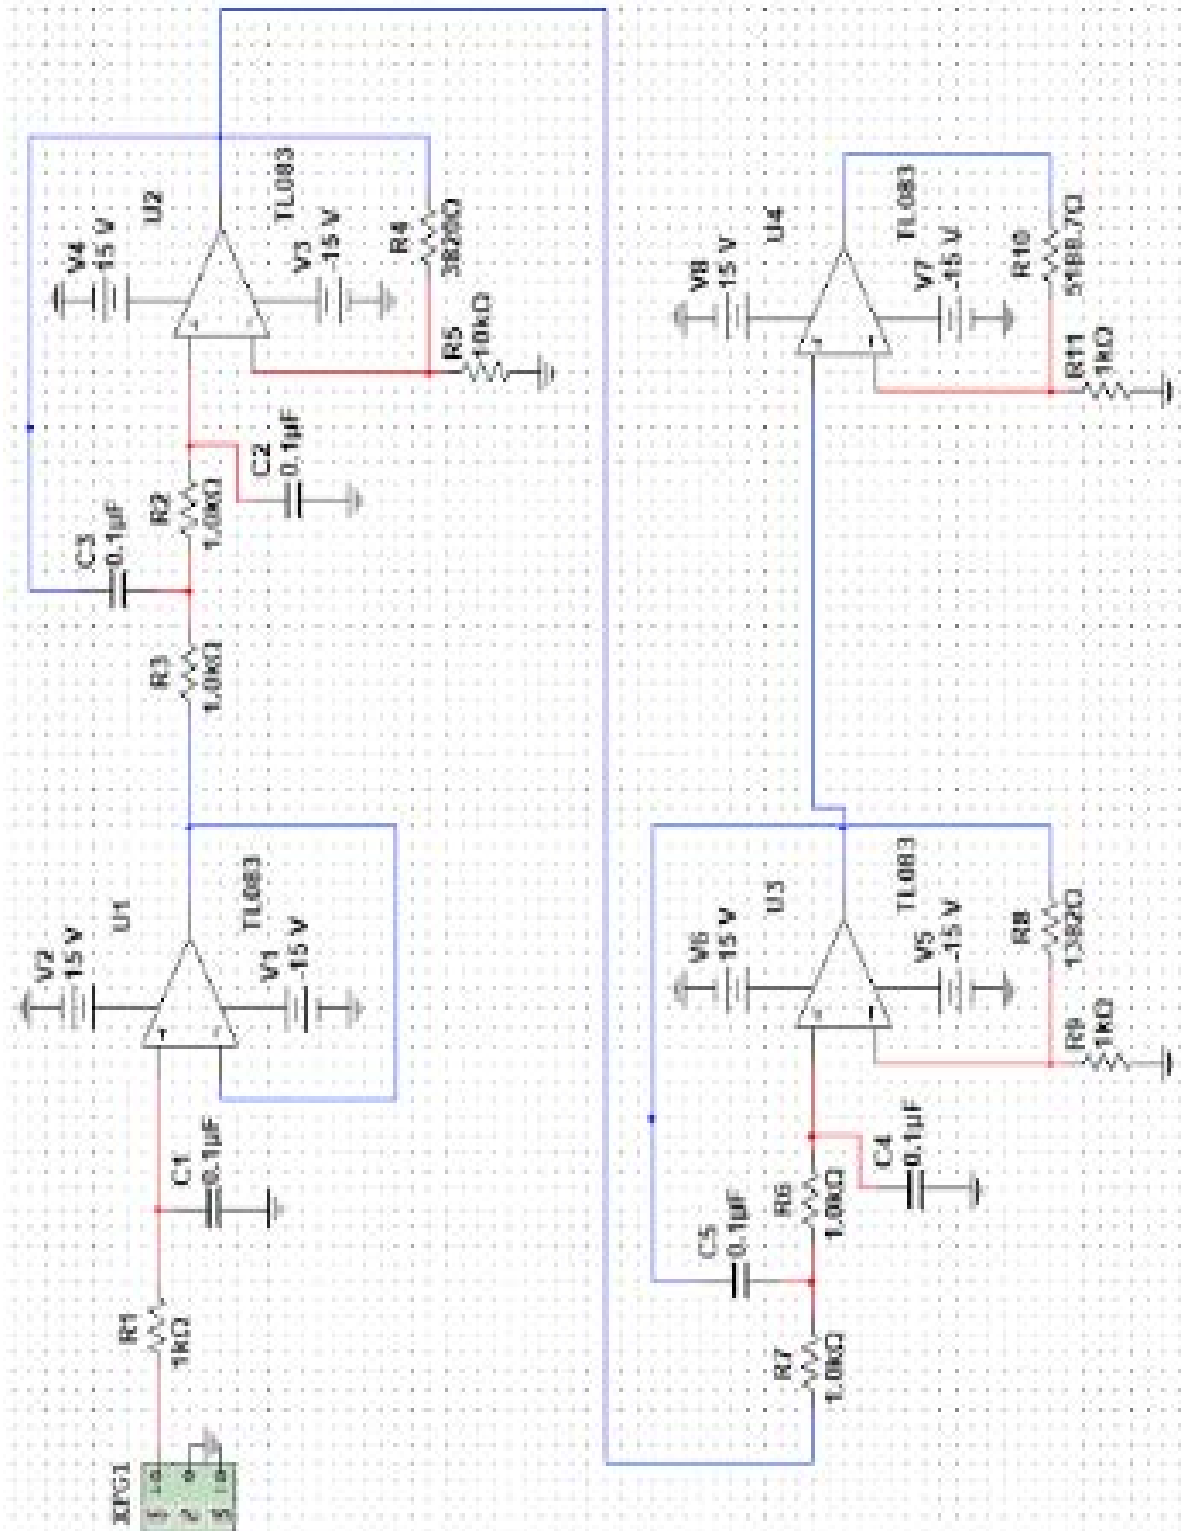 XFG1
R1
1kΩ
C1
0.1µF
V2
15 V
U1
TL083
V1
-15 V
R3
1.0kΩ
C3
0.1µF
R2
1.0kΩ
C2
0.1µF
V4
15 V
U2
TL083
V3
-15 V
R4
3820Ω
R5
10kΩ
R7
1.0kΩ
C5
0.1µF
R6
1.0kΩ
C4
0.1µF
V6
15 V
U3
TL083
V5
-15 V
R8
1382Ω
R9
1kΩ
V8
15 V
U4
TL083
V7
-15 V
R10
5188.7Ω
R11
1kΩ